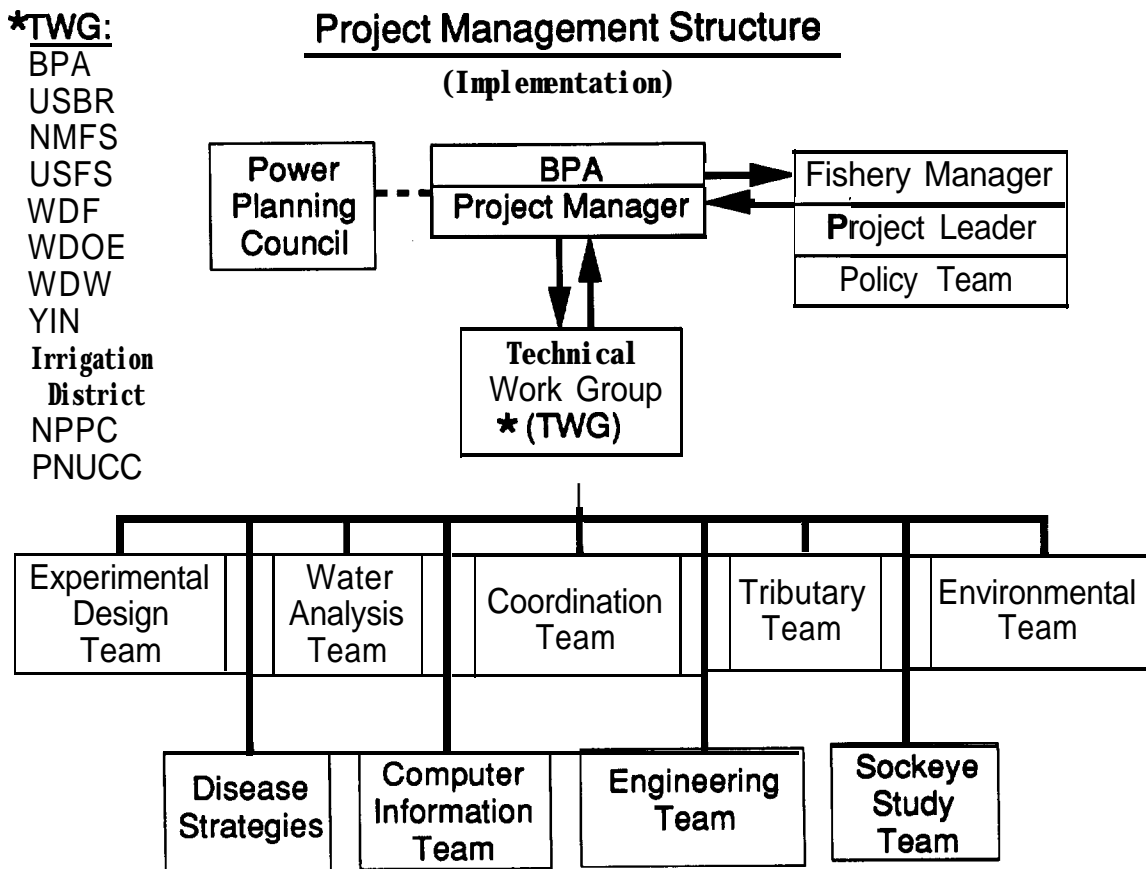 *TWG:
BPA
USBR
NMFS
USFS
WDF
WDOE
WDW
YIN
Irrigation
District
NPPC
PNUCC
Project Management Structure
(Implementation)
Power
Planning
Council
BPA
Project Manager
Fishery Manager
Project Leader
Policy Team
Technical
Work Group
*(TWG)
Experimental
Design
Team
Water
Analysis
Team
Coordination
Team
Tributary
Team
Environmental
Team
Disease
Strategies
Computer
Information
Team
Engineering
Team
Sockeye
Study
Team